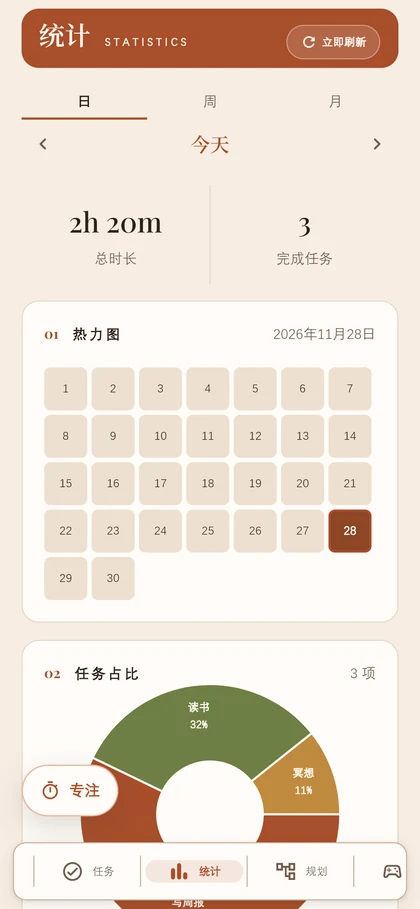 统计 STATISTICS 立即刷新
日 周 月
今天
2h 20m 3
总时长 完成任务
01 热力图 2026年11月28日
1 2 3 4 5 6 7
8 9 10 11 12 13 14
15 16 17 18 19 20 21
22 23 24 25 26 27 28
29 30
02 任务占比 3 项
读书
32%
冥想
11%
专注
任务 统计 规划
写周报